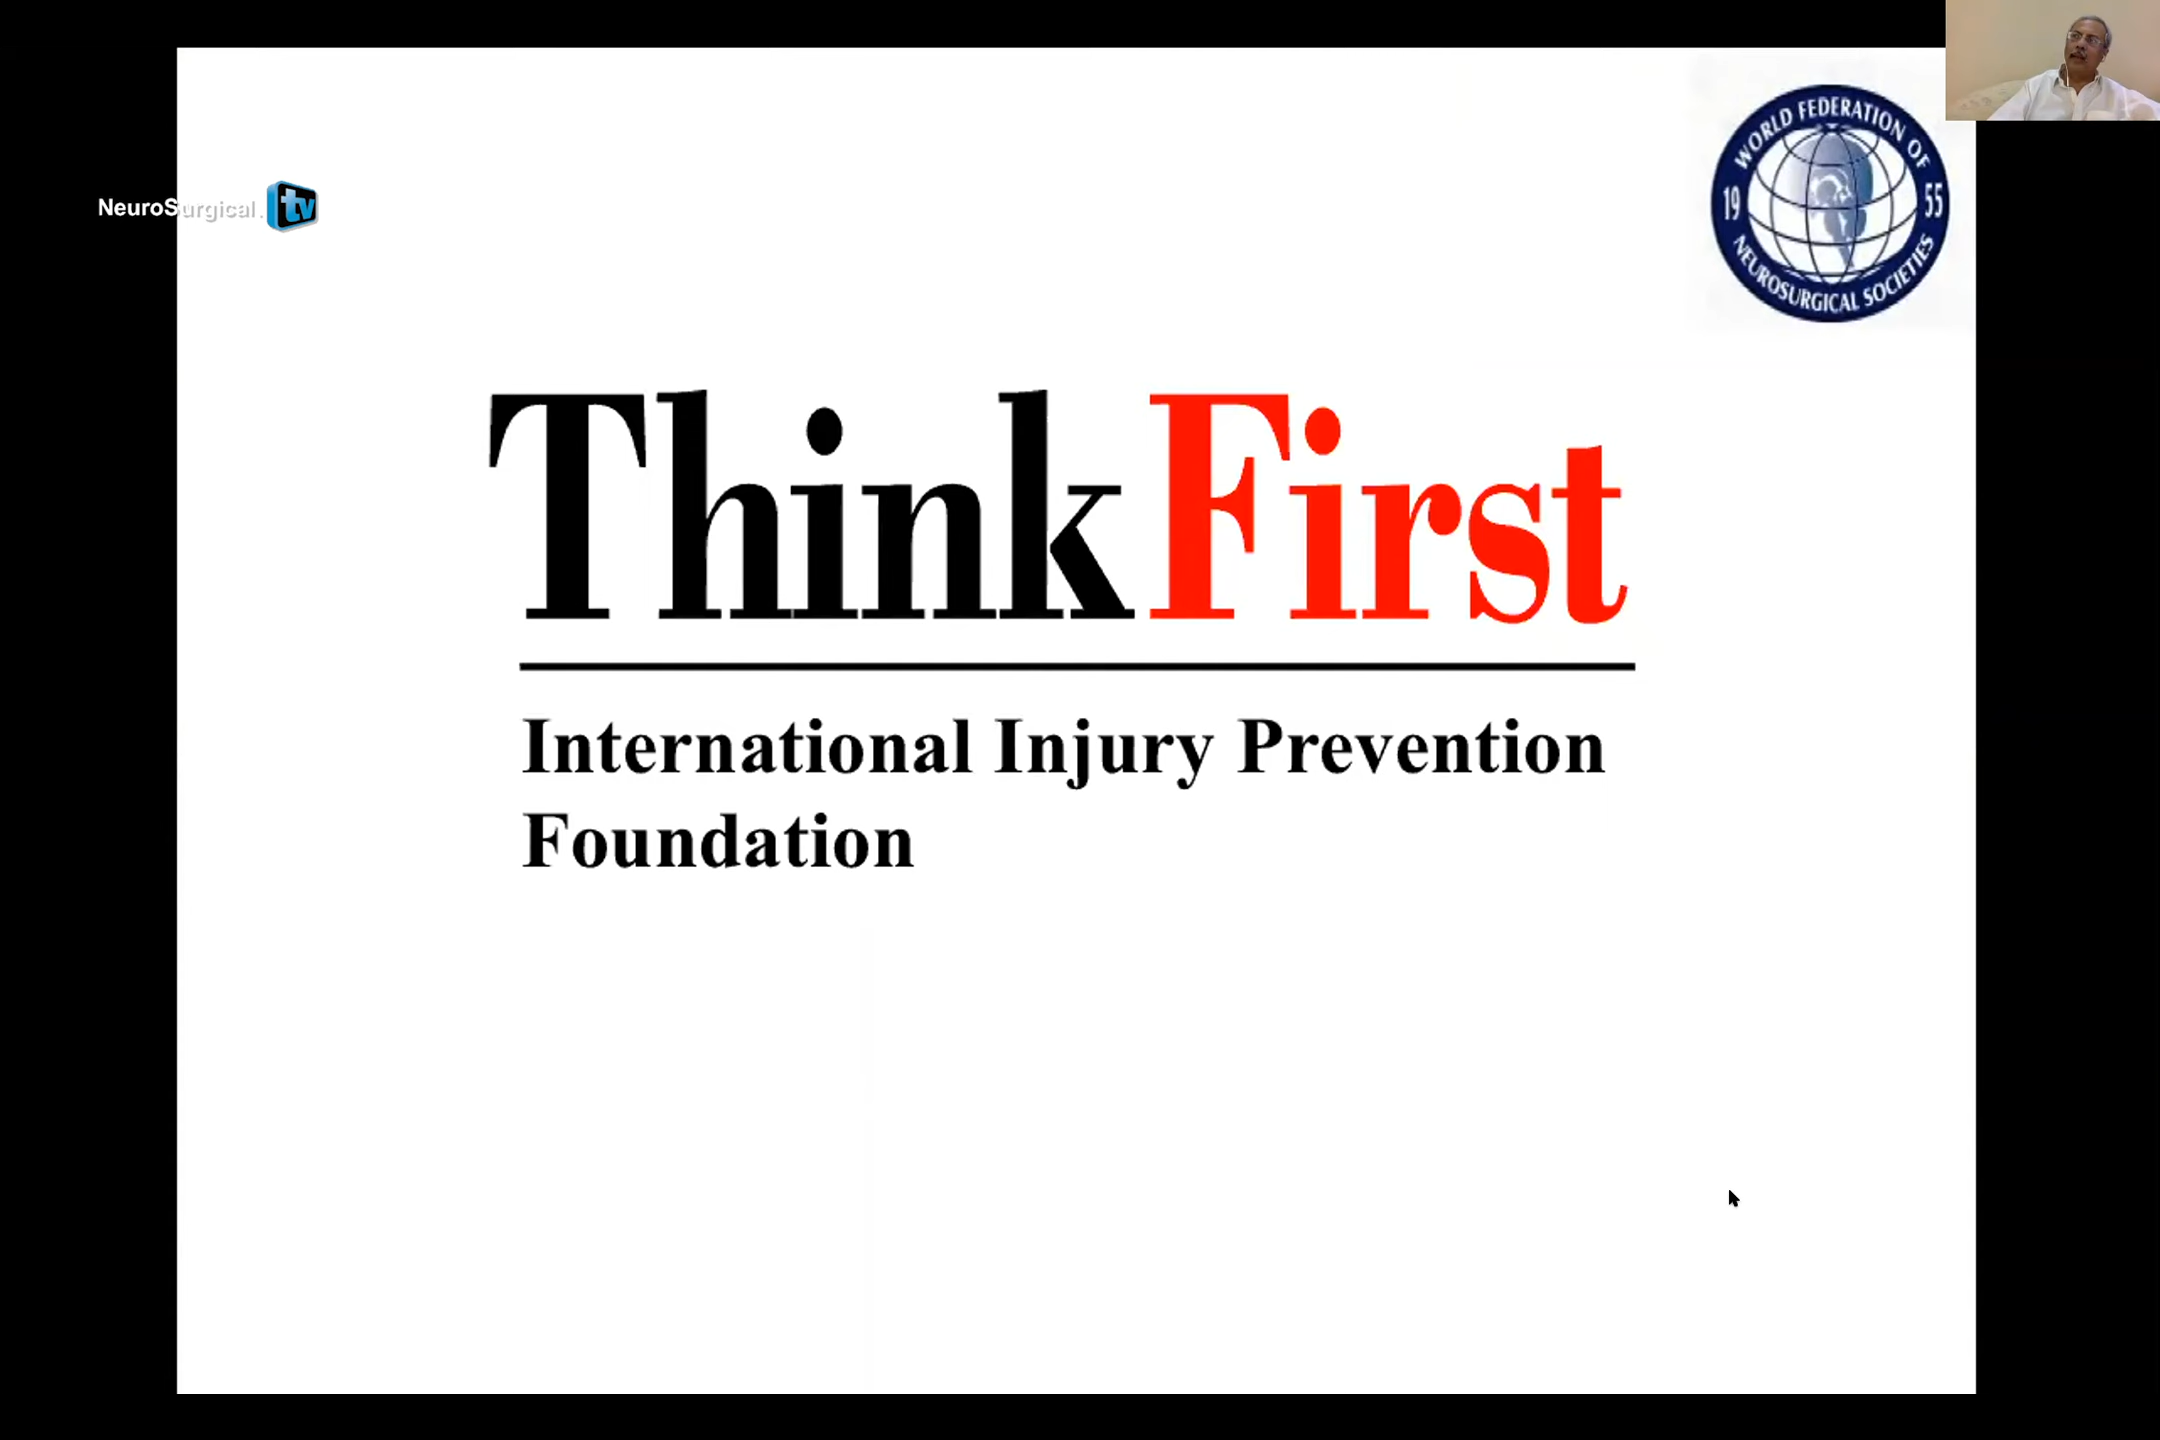 WORLD FEDERATION OF
19 55
NEUROSURGICAL SOCIETIES
NeuroSurgical.tv
ThinkFirst
International Injury Prevention
Foundation